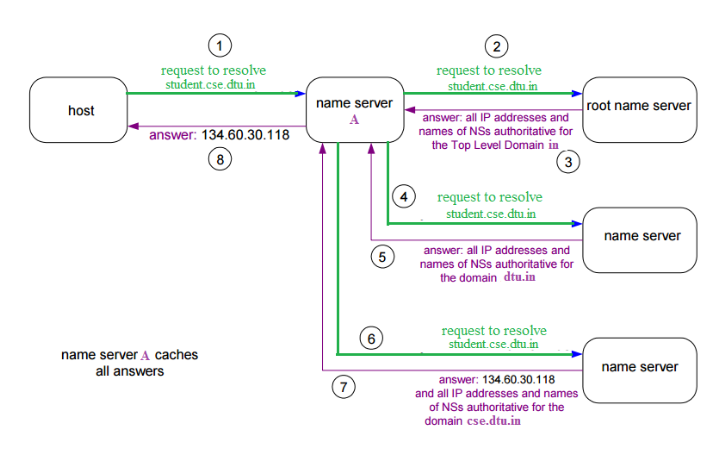 1
request to resolve
student.cse.dtu.in
2
request to resolve
student.cse.dtu.in
host
name server
A
root name server
answer: 134.60.30.118
8
answer: all IP addresses and
names of NSs authoritative for
the Top Level Domain in
3
4
request to resolve
student.cse.dtu.in
name server
5
answer: all IP addresses and
names of NSs authoritative for
the domain dtu.in
6
request to resolve
student.cse.dtu.in
name server
7
answer: 134.60.30.118
and all IP addresses and names
of NSs authoritative for the
domain cse.dtu.in
name server A caches
all answers